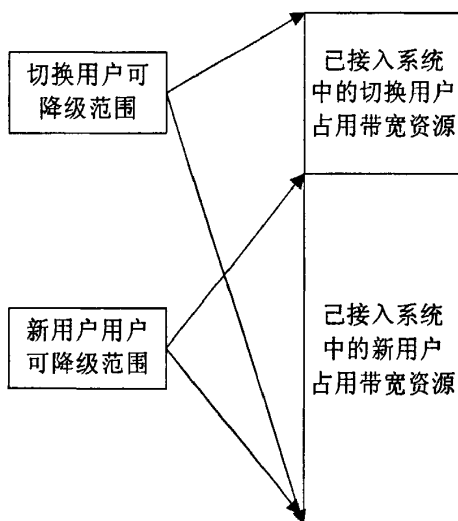 切换用户可
降级范围
已接入系统
中的切换用户
占用带宽资源
新用户用户
可降级范围
已接入系统
中的新用户
占用带宽资源